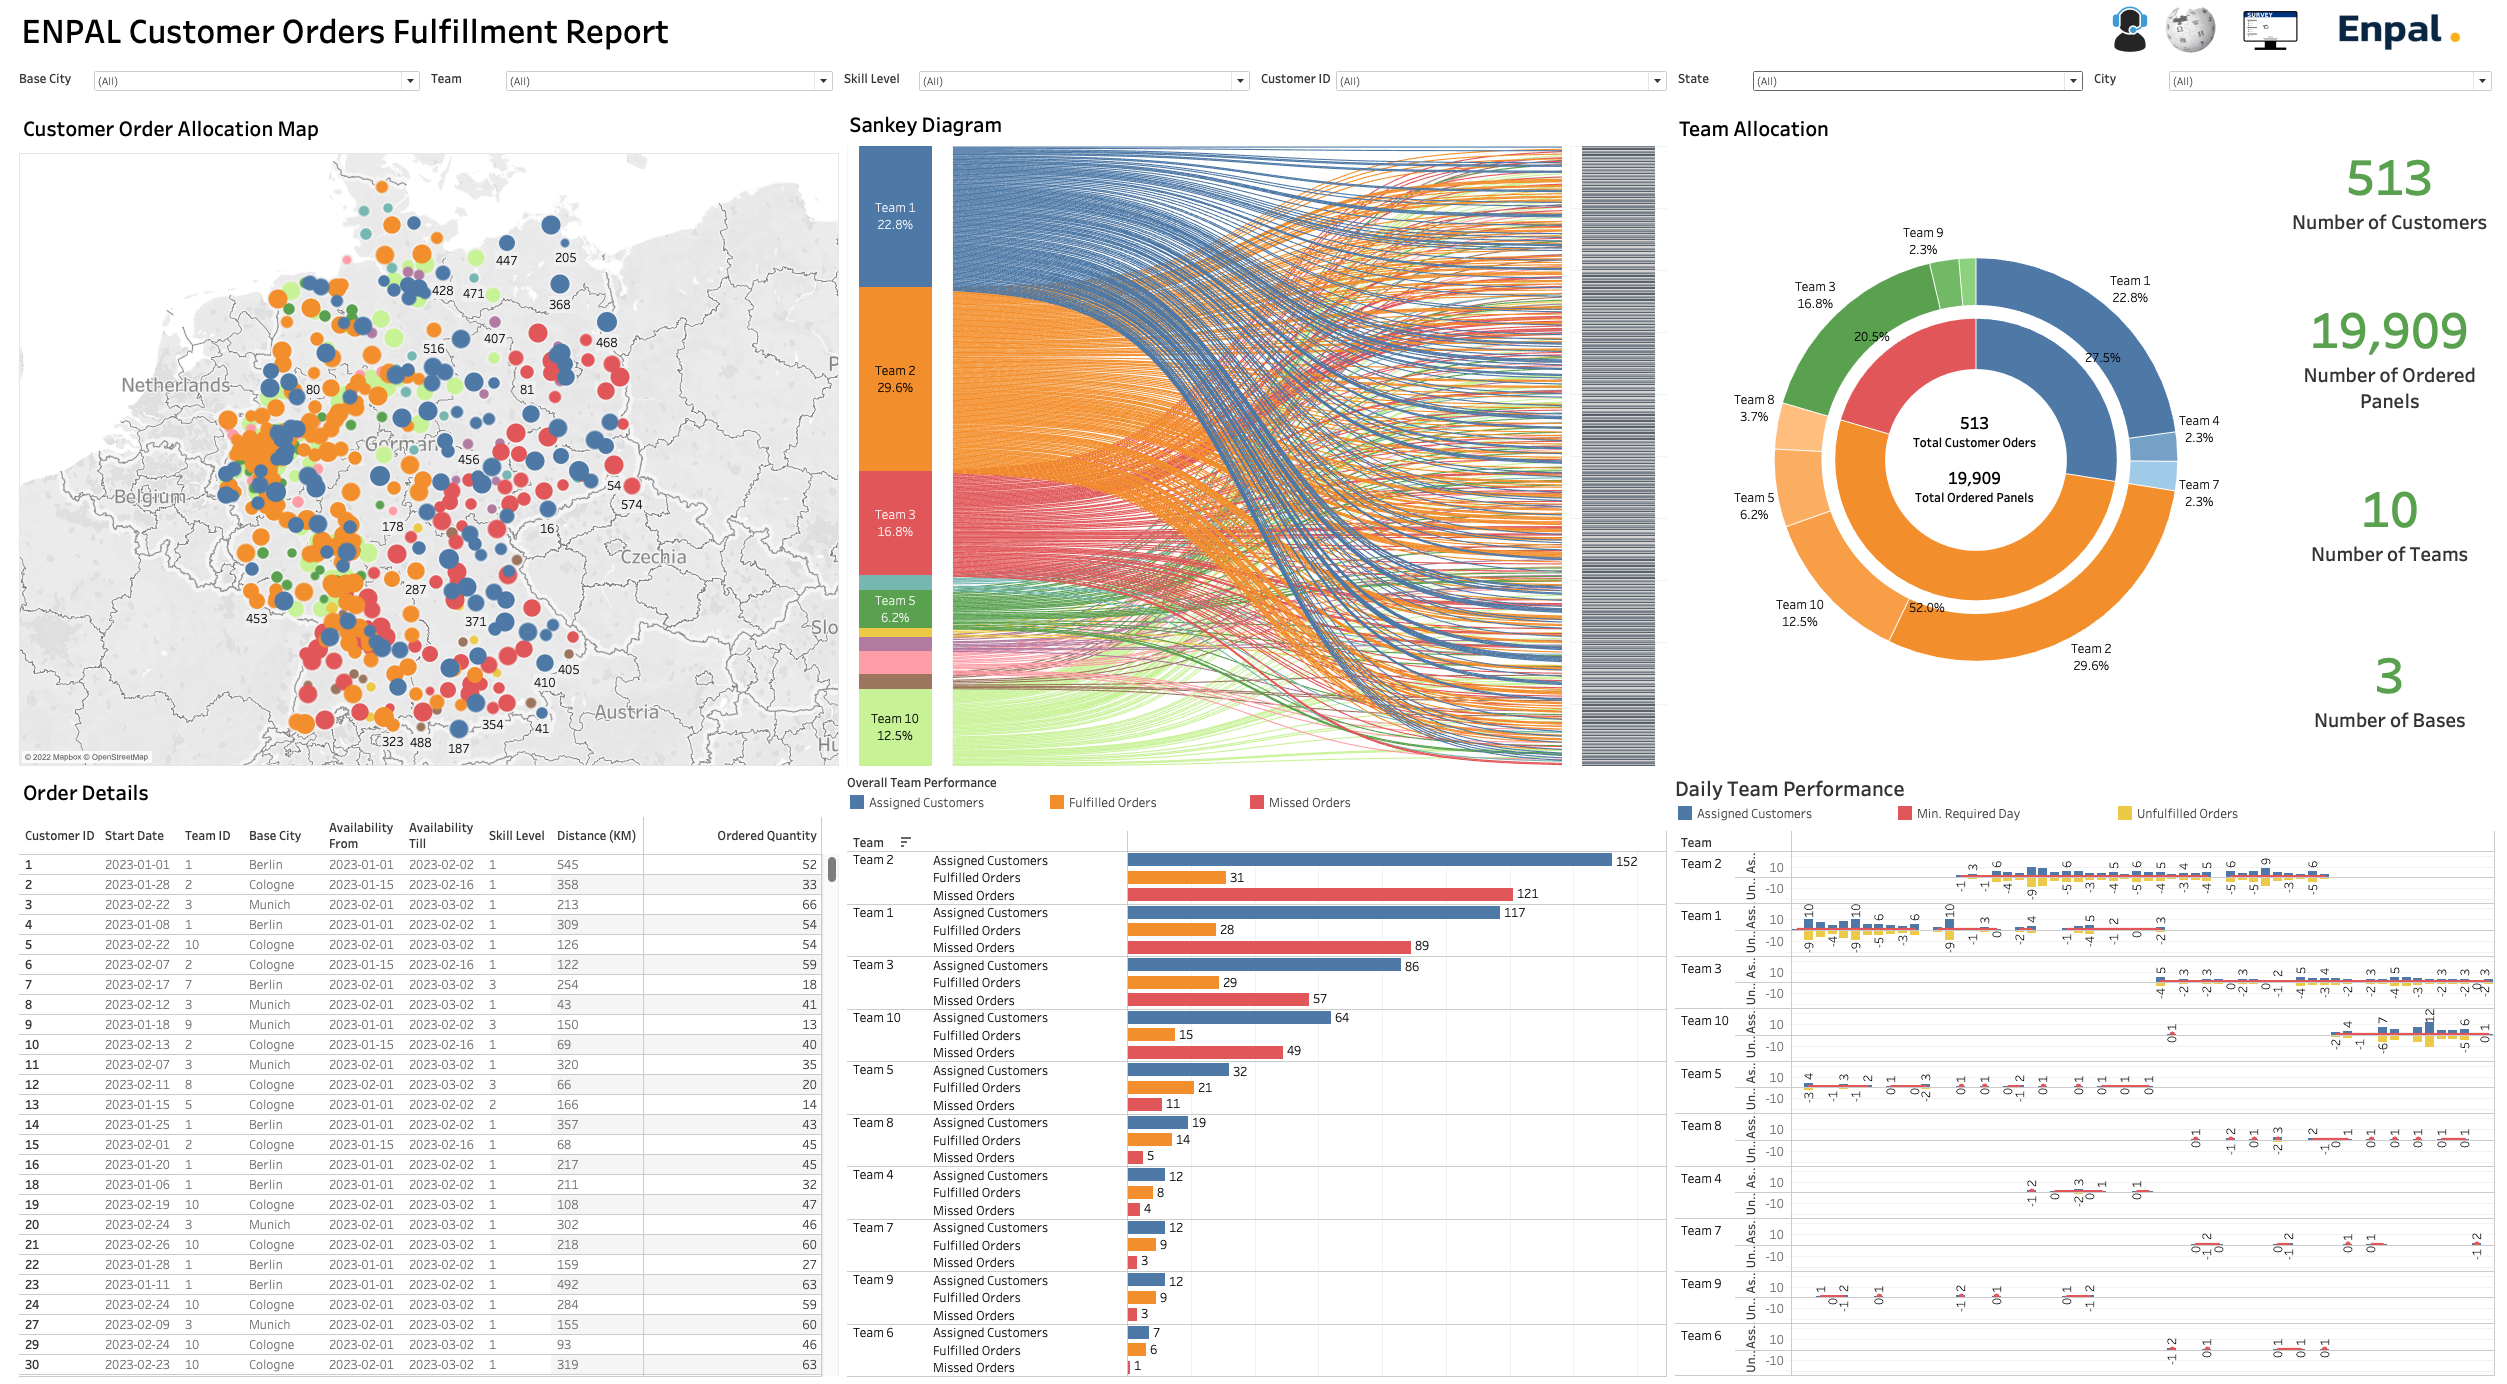 ENPAL Customer Orders Fulfillment Report
SURVEY
Enpal.
Base City (All) Team (All) Skill Level (All) Customer ID (All) State (All) City (All)
Customer Order Allocation Map
Netherlands
Belgium
German
Czechia
Austria
Slo
Hu
P
447
205
428
471
368
407
516
468
80
81
456
54
574
178
16
287
453
371
405
410
354
41
323
488
187
© 2022 Mapbox © OpenStreetMap
Sankey Diagram
Team 1
22.8%
Team 2
29.6%
Team 3
16.8%
Team 5
6.2%
Team 10
12.5%
Team Allocation
Team 9
2.3%
Team 1
22.8%
Team 3
16.8%
20.5%
27.5%
Team 8
3.7%
Team 4
2.3%
Team 5
6.2%
Team 7
2.3%
Team 10
12.5%
52.0%
Team 2
29.6%
513
Total Customer Oders
19,909
Total Ordered Panels
513
Number of Customers
19,909
Number of Ordered
Panels
10
Number of Teams
3
Number of Bases
Order Details
Customer ID Start Date Team ID Base City Availability From Availability Till Skill Level Distance (KM) Ordered Quantity
1 2023-01-01 1 Berlin 2023-01-01 2023-02-02 1 545 52
2 2023-01-28 2 Cologne 2023-01-15 2023-02-16 1 358 33
3 2023-02-22 3 Munich 2023-02-01 2023-03-02 1 213 66
4 2023-01-08 1 Berlin 2023-01-01 2023-02-02 1 309 54
5 2023-02-22 10 Cologne 2023-02-01 2023-03-02 1 126 54
6 2023-02-07 2 Cologne 2023-01-15 2023-02-16 1 122 59
7 2023-02-17 7 Berlin 2023-02-01 2023-03-02 3 254 18
8 2023-02-12 3 Munich 2023-02-01 2023-03-02 1 43 41
9 2023-01-18 9 Munich 2023-01-01 2023-02-02 3 150 13
10 2023-02-13 2 Cologne 2023-01-15 2023-02-16 1 69 40
11 2023-02-07 3 Munich 2023-02-01 2023-03-02 1 320 35
12 2023-02-11 8 Cologne 2023-02-01 2023-03-02 3 66 20
13 2023-01-15 5 Cologne 2023-01-01 2023-02-02 2 166 14
14 2023-01-25 1 Berlin 2023-01-01 2023-02-02 1 357 43
15 2023-02-01 2 Cologne 2023-01-15 2023-02-16 1 68 45
16 2023-01-20 1 Berlin 2023-01-01 2023-02-02 1 217 45
18 2023-01-06 1 Berlin 2023-01-01 2023-02-02 1 211 32
19 2023-02-19 10 Cologne 2023-02-01 2023-03-02 1 108 47
20 2023-02-24 3 Munich 2023-02-01 2023-03-02 1 302 46
21 2023-02-26 10 Cologne 2023-02-01 2023-03-02 1 218 60
22 2023-01-28 1 Berlin 2023-01-01 2023-02-02 1 159 27
23 2023-01-11 1 Berlin 2023-01-01 2023-02-02 1 492 63
24 2023-02-24 10 Cologne 2023-02-01 2023-03-02 1 284 59
27 2023-02-09 3 Munich 2023-02-01 2023-03-02 1 155 60
29 2023-02-24 10 Cologne 2023-02-01 2023-03-02 1 93 46
30 2023-02-23 10 Cologne 2023-02-01 2023-03-02 1 319 63
Overall Team Performance
Assigned Customers Fulfilled Orders Missed Orders
Team
Team 2 Assigned Customers 152
Fulfilled Orders 31
Missed Orders 121
Team 1 Assigned Customers 117
Fulfilled Orders 28
Missed Orders 89
Team 3 Assigned Customers 86
Fulfilled Orders 29
Missed Orders 57
Team 10 Assigned Customers 64
Fulfilled Orders 15
Missed Orders 49
Team 5 Assigned Customers 32
Fulfilled Orders 21
Missed Orders 11
Team 8 Assigned Customers 19
Fulfilled Orders 14
Missed Orders 5
Team 4 Assigned Customers 12
Fulfilled Orders 8
Missed Orders 4
Team 7 Assigned Customers 12
Fulfilled Orders 9
Missed Orders 3
Team 9 Assigned Customers 12
Fulfilled Orders 9
Missed Orders 3
Team 6 Assigned Customers 7
Fulfilled Orders 6
Missed Orders 1
Daily Team Performance
Assigned Customers Min. Required Day Unfulfilled Orders
Team
Team 2 As.. 10
Un.. -10
Team 1 Ass. 10
Un.. -10
Team 3 As.. 10
Un.. -10
Team 10 Ass. 10
Un.. -10
Team 5 As.. 10
Un.. -10
Team 8 Ass. 10
Un.. -10
Team 4 As.. 10
Un.. -10
Team 7 Ass. 10
Un.. -10
Team 9 As.. 10
Un.. -10
Team 6 Ass. 10
Un.. -10